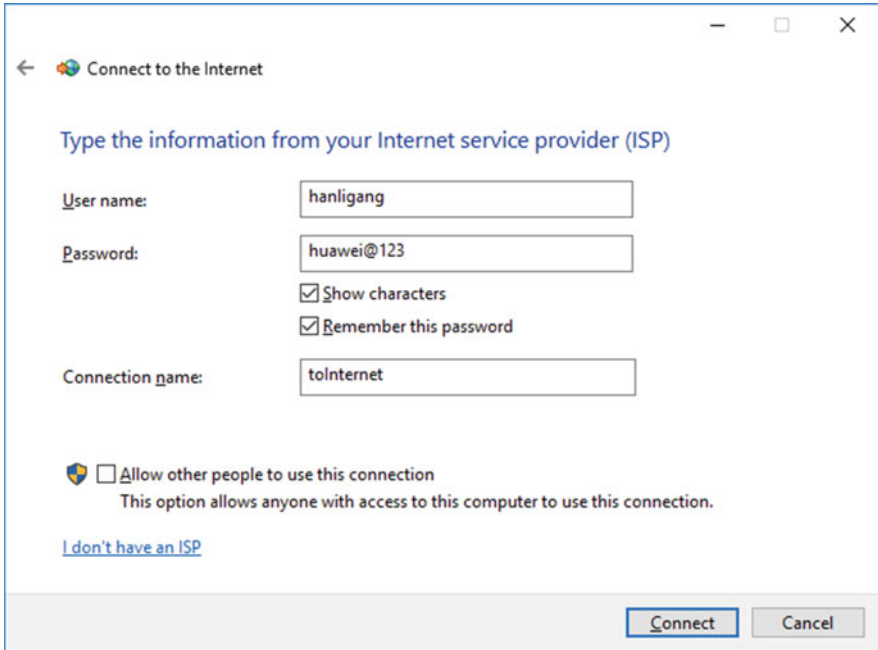 Connect to the Internet
Type the information from your Internet service provider (ISP)
User name: hanligang
Password: huawei@123
Show characters
Remember this password
Connection name: toInternet
Allow other people to use this connection
This option allows anyone with access to this computer to use this connection.
I don't have an ISP
Connect Cancel